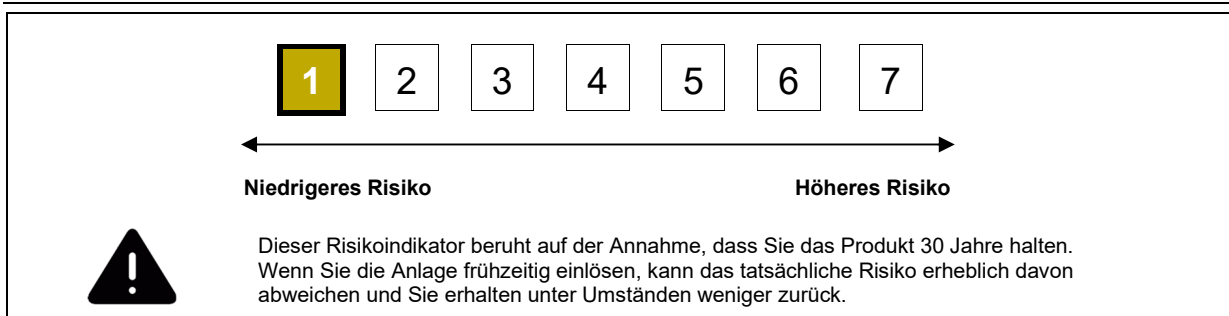 1 2 3 4 5 6 7
Niedrigeres Risiko Höheres Risiko
Dieser Risikoindikator beruht auf der Annahme, dass Sie das Produkt 30 Jahre halten.
Wenn Sie die Anlage frühzeitig einlösen, kann das tatsächliche Risiko erheblich davon
abweichen und Sie erhalten unter Umständen weniger zurück.